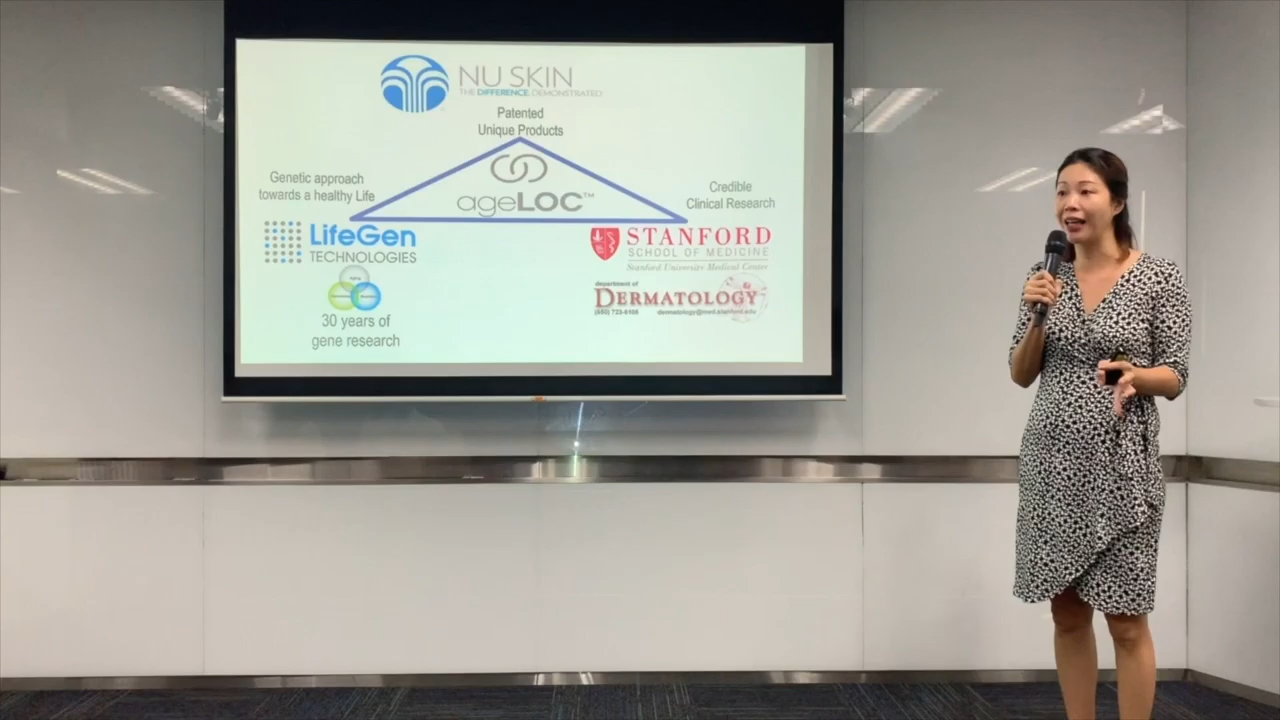 NU SKIN
THE DIFFERENCE. DEMONSTRATED.
Patented
Unique Products
Genetic approach
towards a healthy Life
ageLOC™
Credible
Clinical Research
LifeGen
TECHNOLOGIES
STANFORD
SCHOOL OF MEDICINE
Stanford University Medical Center
Aging
department of
DERMATOLOGY
(650) 723-6105 dermatology@med.stanford.edu
30 years of
gene research